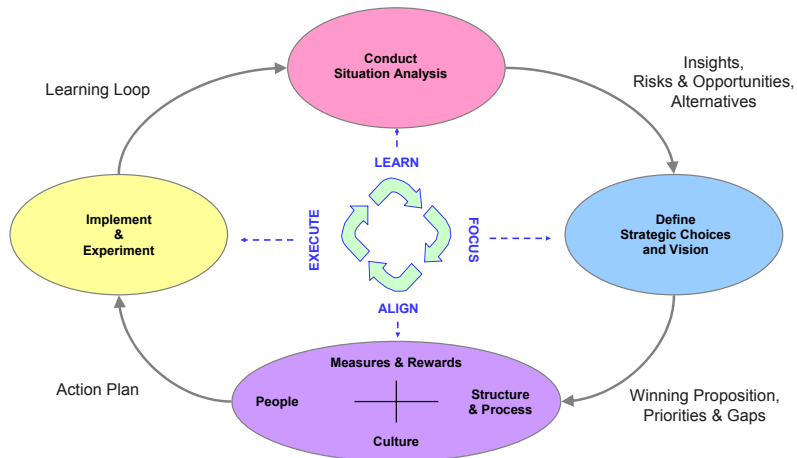 Conduct
Situation Analysis
Learning Loop
Insights,
Risks & Opportunities,
Alternatives
LEARN
Implement
&
Experiment
EXECUTE
FOCUS
Define
Strategic Choices
and Vision
ALIGN
Measures & Rewards
People
Structure
& Process
Culture
Action Plan
Winning Proposition,
Priorities & Gaps